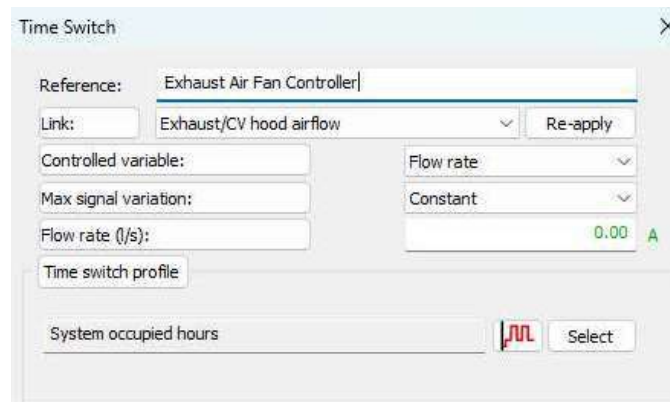 Time Switch
Reference: Exhaust Air Fan Controller
Link: Exhaust/CV hood airflow Re-apply
Controlled variable: Flow rate
Max signal variation: Constant
Flow rate (l/s): 0.00 A
Time switch profile
System occupied hours Select